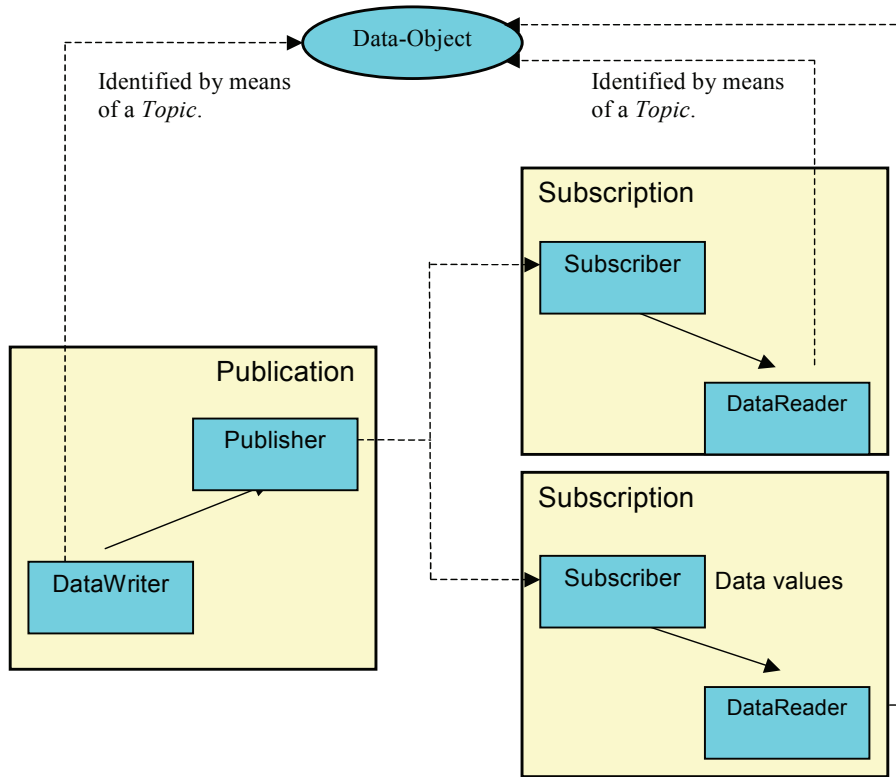 Data-Object
Identified by means
of a Topic.
Identified by means
of a Topic.
Subscription
Subscriber
DataReader
Publication
Publisher
DataWriter
Subscription
Subscriber
Data values
DataReader